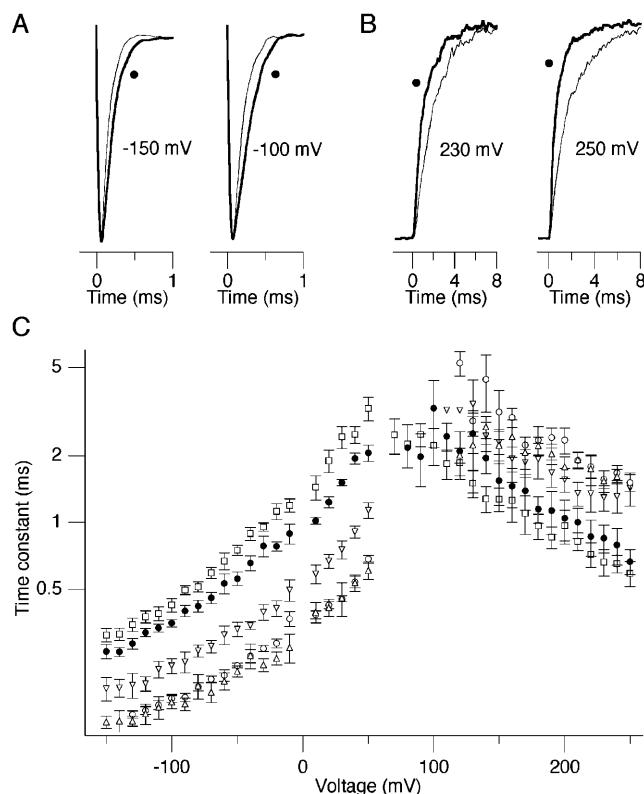 A
B
-150 mV
-100 mV
230 mV
250 mV
0 1 0 1 0 4 8 0 4 8
Time (ms) Time (ms) Time (ms) Time (ms)
C
5
2
1
0.5
Time constant (ms)
-100 0 100 200
Voltage (mV)